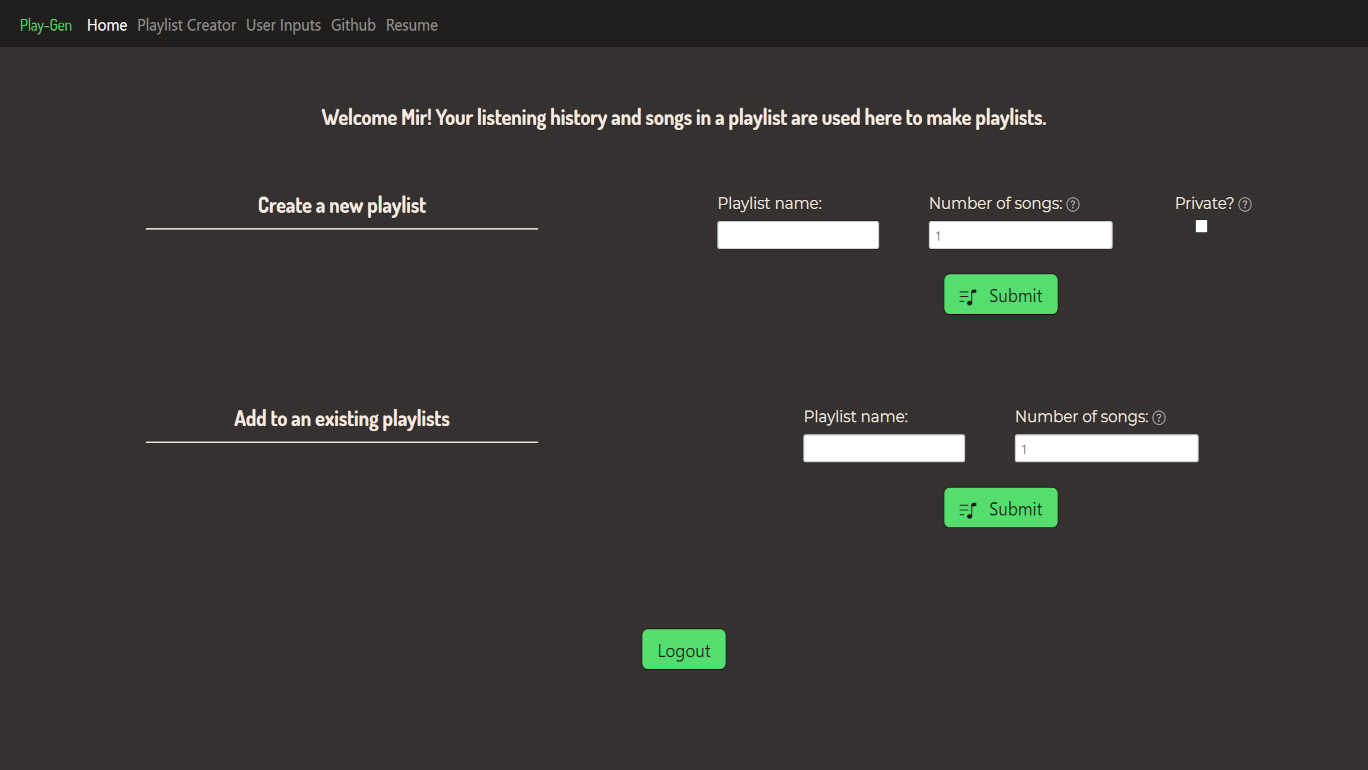 Play-Gen Home Playlist Creator User Inputs Github Resume
Welcome Mir! Your listening history and songs in a playlist are used here to make playlists.
Create a new playlist
Playlist name: Number of songs: ? Private? ?
1
Submit
Add to an existing playlists
Playlist name: Number of songs: ?
1
Submit
Logout